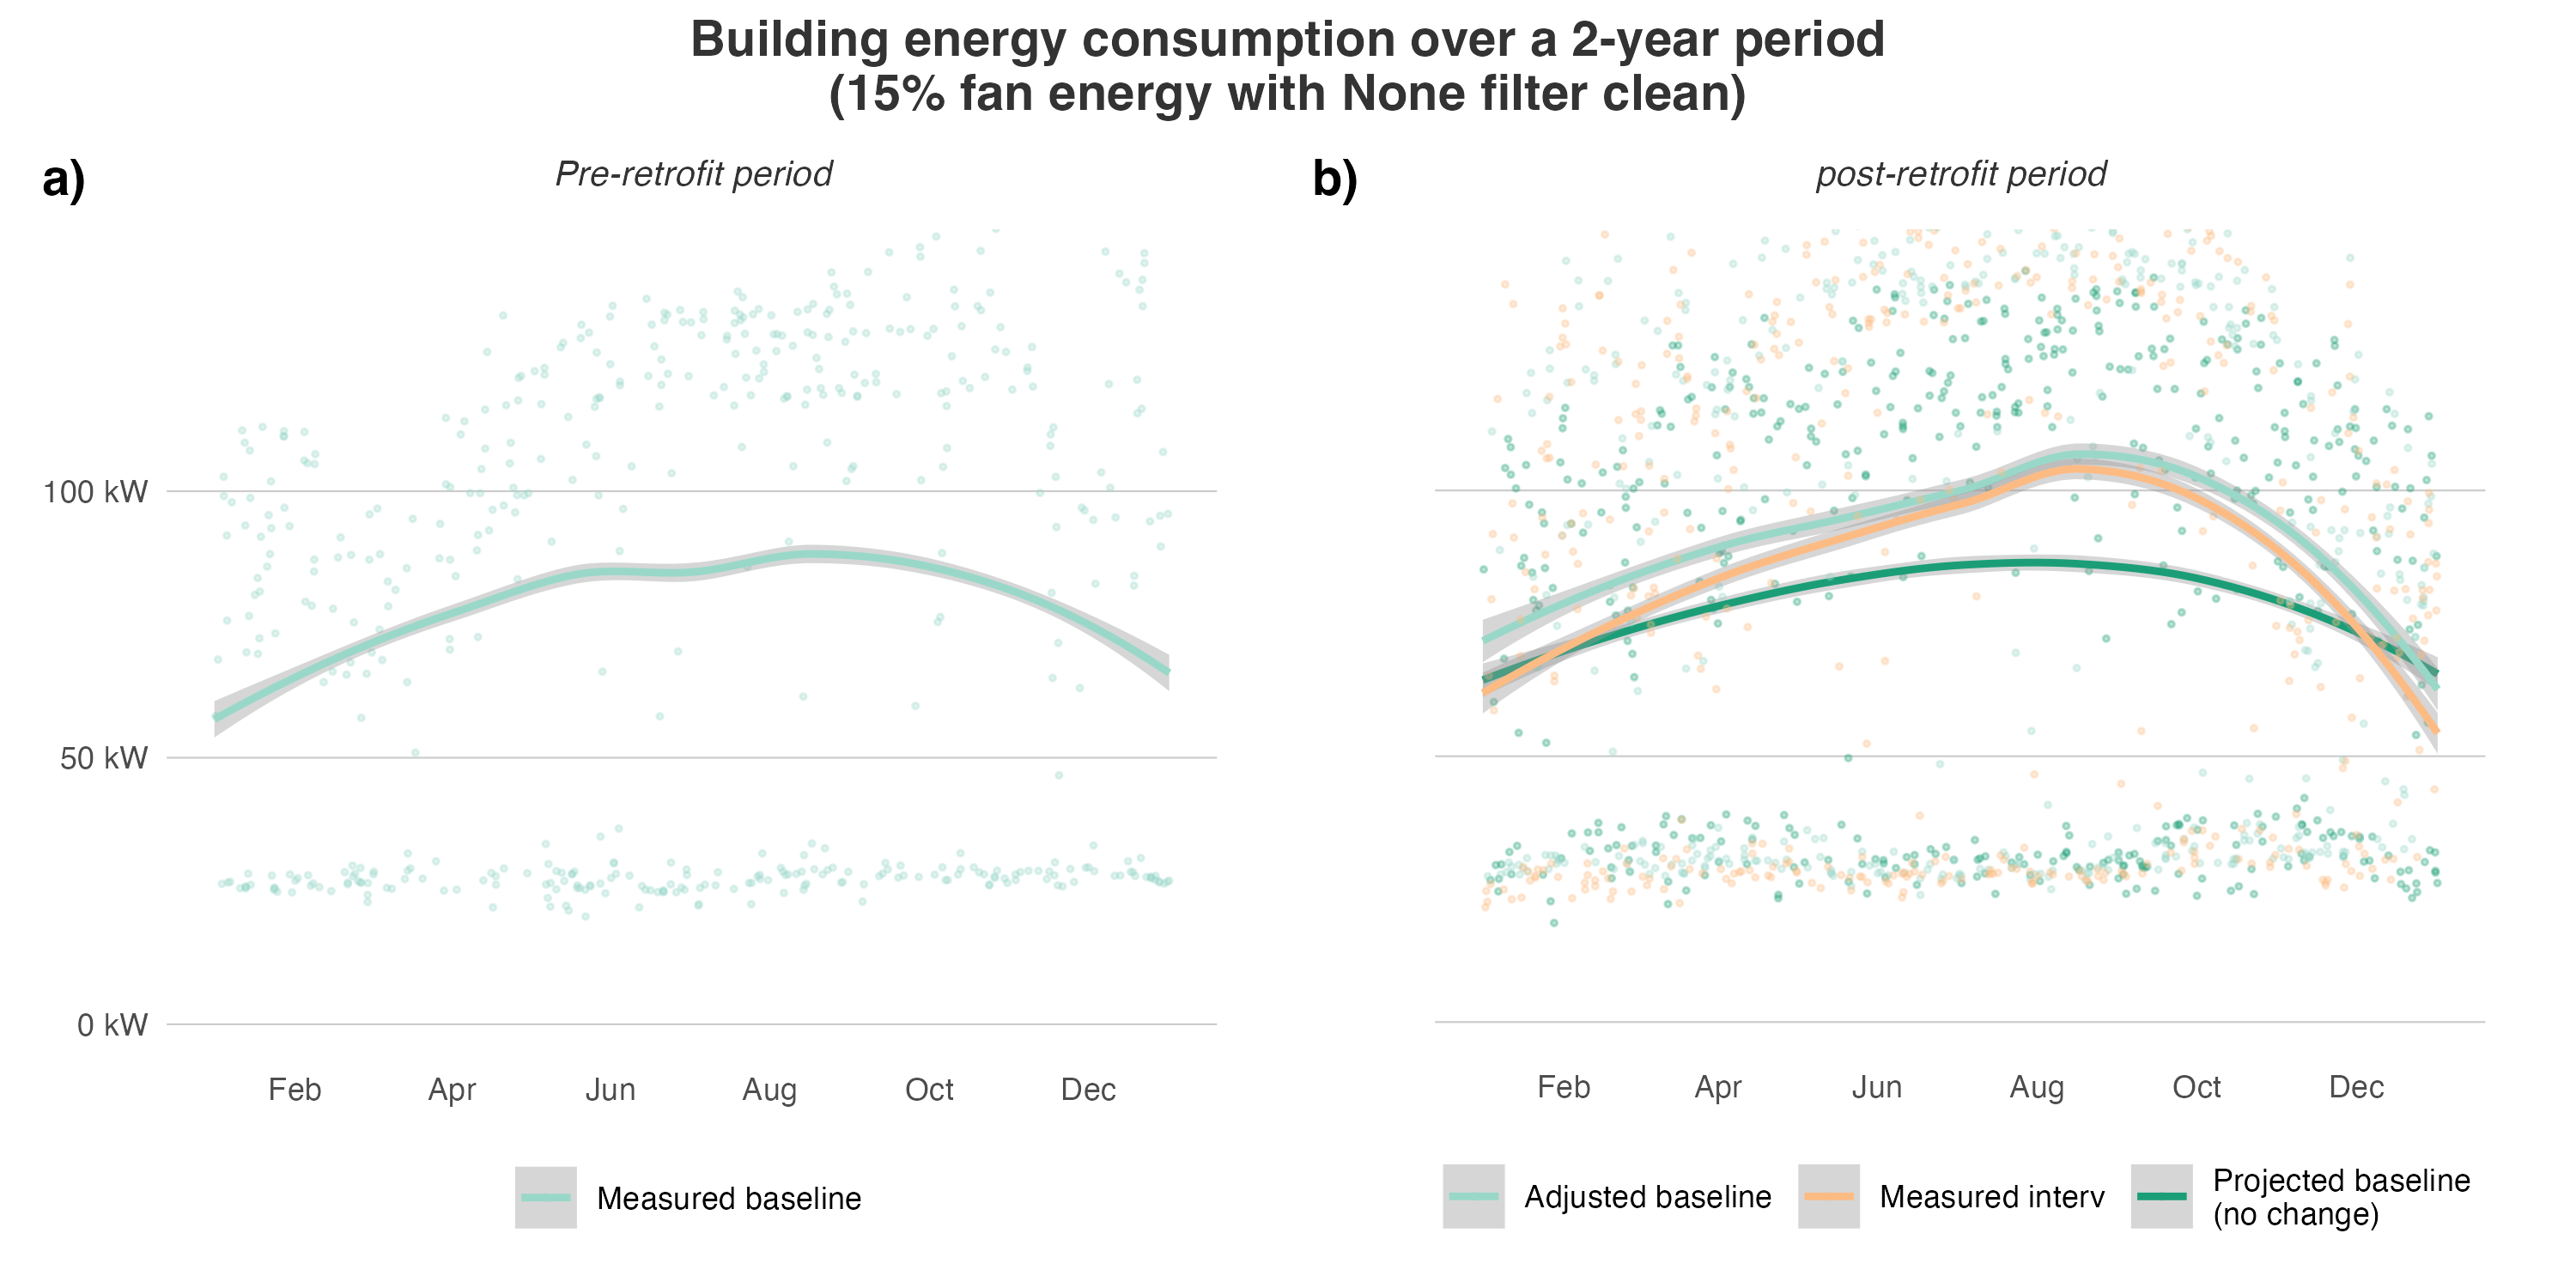 Building energy consumption over a 2-year period
(15% fan energy with None filter clean)
a)
Pre-retrofit period
100 kW
50 kW
0 kW
Feb Apr Jun Aug Oct Dec
Measured baseline
b)
post-retrofit period
Feb Apr Jun Aug Oct Dec
Adjusted baseline
Measured interv
Projected baseline
(no change)